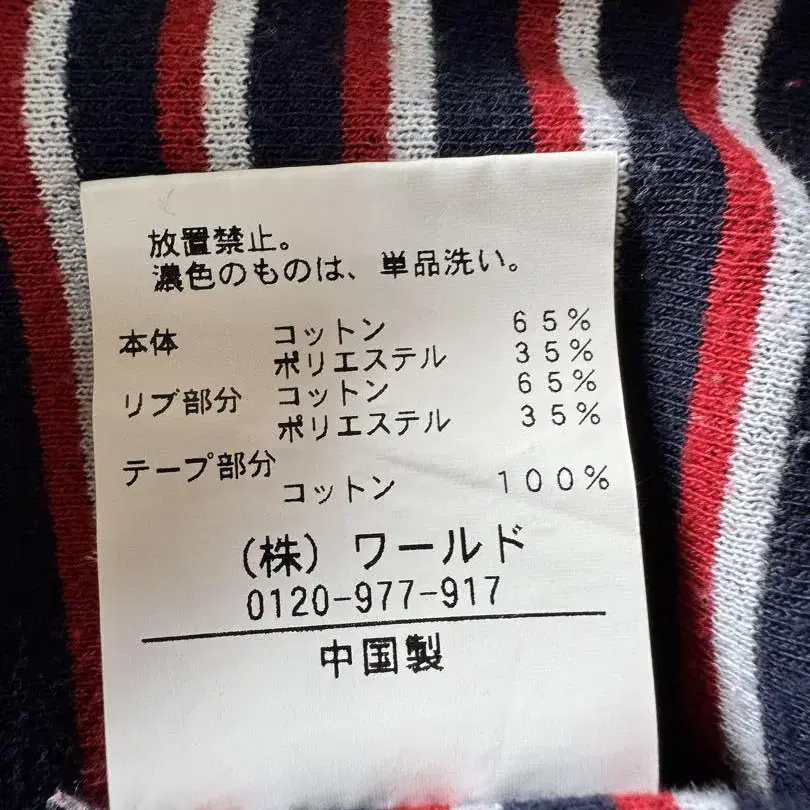 放置禁止。
濃色のものは、単品洗い。
本体 コットン 65%
ポリエステル 35%
リブ部分 コットン 65%
ポリエステル 35%
テープ部分
コットン 100%
(株) ワールド
0120-977-917
中国製